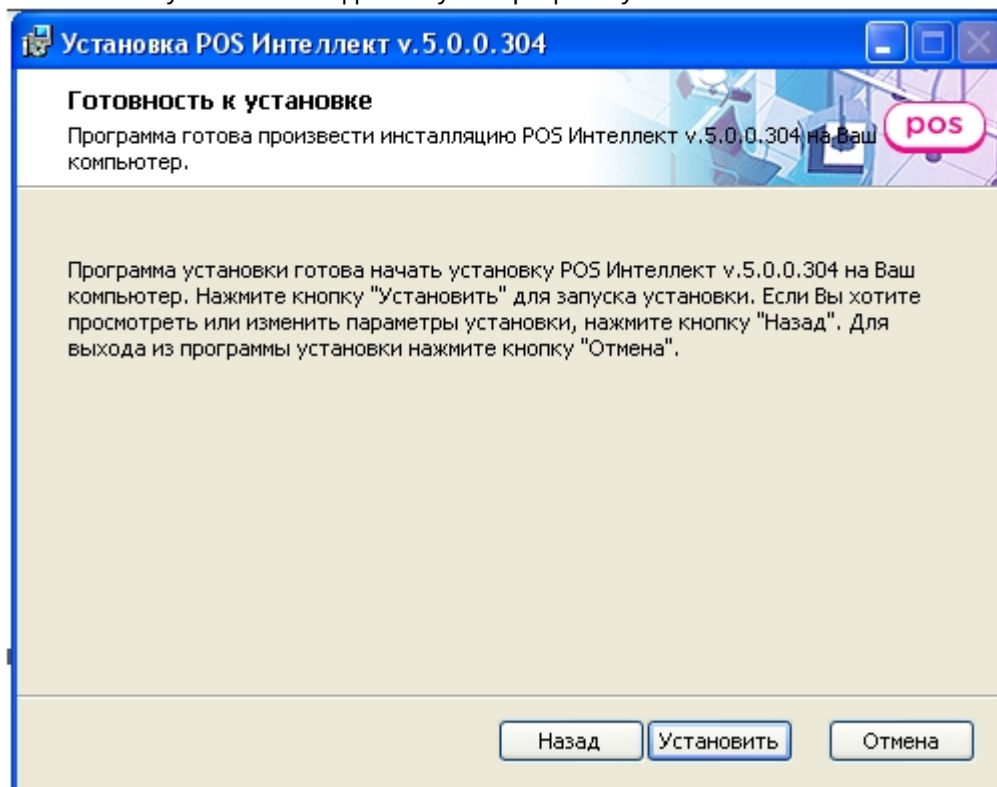 Установка POS Интеллект v.5.0.0.304
Готовность к установке
Программа готова произвести инсталляцию POS Интеллект v.5.0.0.304 на Ваш
компьютер.
pos
Программа установки готова начать установку POS Интеллект v.5.0.0.304 на Ваш
компьютер. Нажмите кнопку "Установить" для запуска установки. Если Вы хотите
просмотреть или изменить параметры установки, нажмите кнопку "Назад". Для
выхода из программы установки нажмите кнопку "Отмена".
Назад
Установить
Отмена